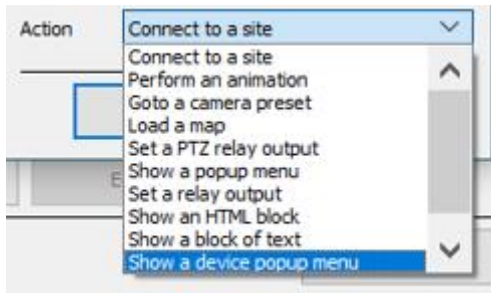 Action Connect to a site
Connect to a site
Perform an animation
Goto a camera preset
Load a map
Set a PTZ relay output
Show a popup menu
Set a relay output
Show an HTML block
Show a block of text
Show a device popup menu